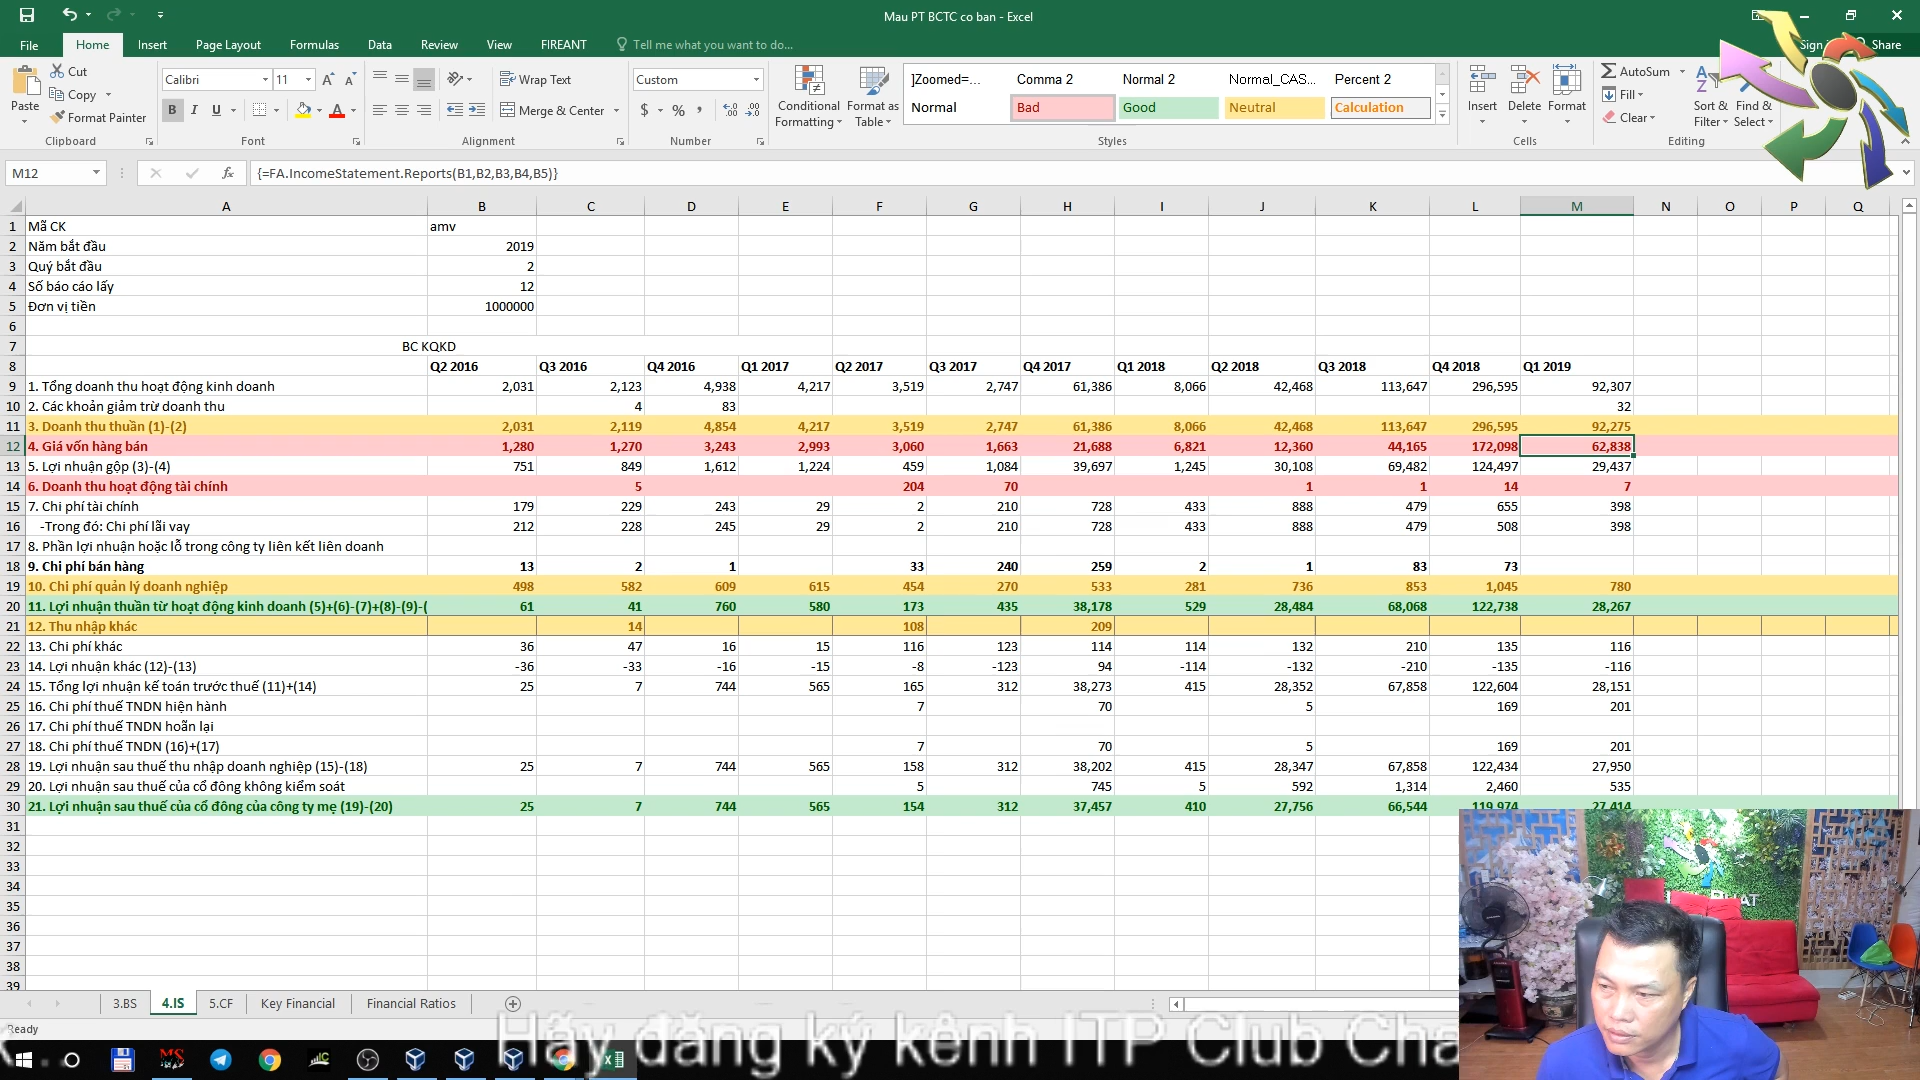 Mau PT BCTC co ban - Excel
File Home Insert Page Layout Formulas Data Review View FIREANT Tell me what you want to do... Share
Cut
Copy
Format Painter
Paste
Clipboard
Calibri 11
B I U
Font
Wrap Text
Merge & Center
Alignment
Custom
$ % ,
Number
Conditional Formatting
Format as Table
]Zoomed=... Comma 2 Normal 2 Normal_CAS... Percent 2
Normal Bad Good Neutral Calculation
Styles
Insert Delete Format
Cells
AutoSum
Fill
Clear
Sort & Filter
Find & Select
Editing
M12 fx {=FA.IncomeStatement.Reports(B1,B2,B3,B4,B5)}
A B C D E F G H I J K L M N O P Q
1 Mã CK amv
2 Năm bắt đầu 2019
3 Quý bắt đầu 2
4 Số báo cáo lấy 12
5 Đơn vị tiền 1000000
6
7 BC KQKD
8 Q2 2016 Q3 2016 Q4 2016 Q1 2017 Q2 2017 Q3 2017 Q4 2017 Q1 2018 Q2 2018 Q3 2018 Q4 2018 Q1 2019
9 1. Tổng doanh thu hoạt động kinh doanh 2,031 2,123 4,938 4,217 3,519 2,747 61,386 8,066 42,468 113,647 296,595 92,307
10 2. Các khoản giảm trừ doanh thu 4 83 32
11 3. Doanh thu thuần (1)-(2) 2,031 2,119 4,854 4,217 3,519 2,747 61,386 8,066 42,468 113,647 296,595 92,275
12 4. Giá vốn hàng bán 1,280 1,270 3,243 2,993 3,060 1,663 21,688 6,821 12,360 44,165 172,098 62,838
13 5. Lợi nhuận gộp (3)-(4) 751 849 1,612 1,224 459 1,084 39,697 1,245 30,108 69,482 124,497 29,437
14 6. Doanh thu hoạt động tài chính 5 204 70 1 1 14 7
15 7. Chi phí tài chính 179 229 243 29 2 210 728 433 888 479 655 398
16 -Trong đó: Chi phí lãi vay 212 228 245 29 2 210 728 433 888 479 508 398
17 8. Phần lợi nhuận hoặc lỗ trong công ty liên kết liên doanh
18 9. Chi phí bán hàng 13 2 1 33 240 259 2 1 83 73
19 10. Chi phí quản lý doanh nghiệp 498 582 609 615 454 270 533 281 736 853 1,045 780
20 11. Lợi nhuận thuần từ hoạt động kinh doanh (5)+(6)-(7)+(8)-(9)-( 61 41 760 580 173 435 38,178 529 28,484 68,068 122,738 28,267
21 12. Thu nhập khác 14 108 209
22 13. Chi phí khác 36 47 16 15 116 123 114 114 132 210 135 116
23 14. Lợi nhuận khác (12)-(13) -36 -33 -16 -15 -8 -123 94 -114 -132 -210 -135 -116
24 15. Tổng lợi nhuận kế toán trước thuế (11)+(14) 25 7 744 565 165 312 38,273 415 28,352 67,858 122,604 28,151
25 16. Chi phí thuế TNDN hiện hành 7 70 5 169 201
26 17. Chi phí thuế TNDN hoãn lại
27 18. Chi phí thuế TNDN (16)+(17) 7 70 5 169 201
28 19. Lợi nhuận sau thuế thu nhập doanh nghiệp (15)-(18) 25 7 744 565 158 312 38,202 415 28,347 67,858 122,434 27,950
29 20. Lợi nhuận sau thuế của cổ đông không kiểm soát 5 745 5 592 1,314 2,460 535
30 21. Lợi nhuận sau thuế của cổ đông của công ty mẹ (19)-(20) 25 7 744 565 154 312 37,457 410 27,756 66,544 119,974 27,414
31
32
33
34
35
36
37
38
39
3.BS 4.IS 5.CF Key Financial Financial Ratios
Ready
Hãy đăng ký kênh ITP Club Cha